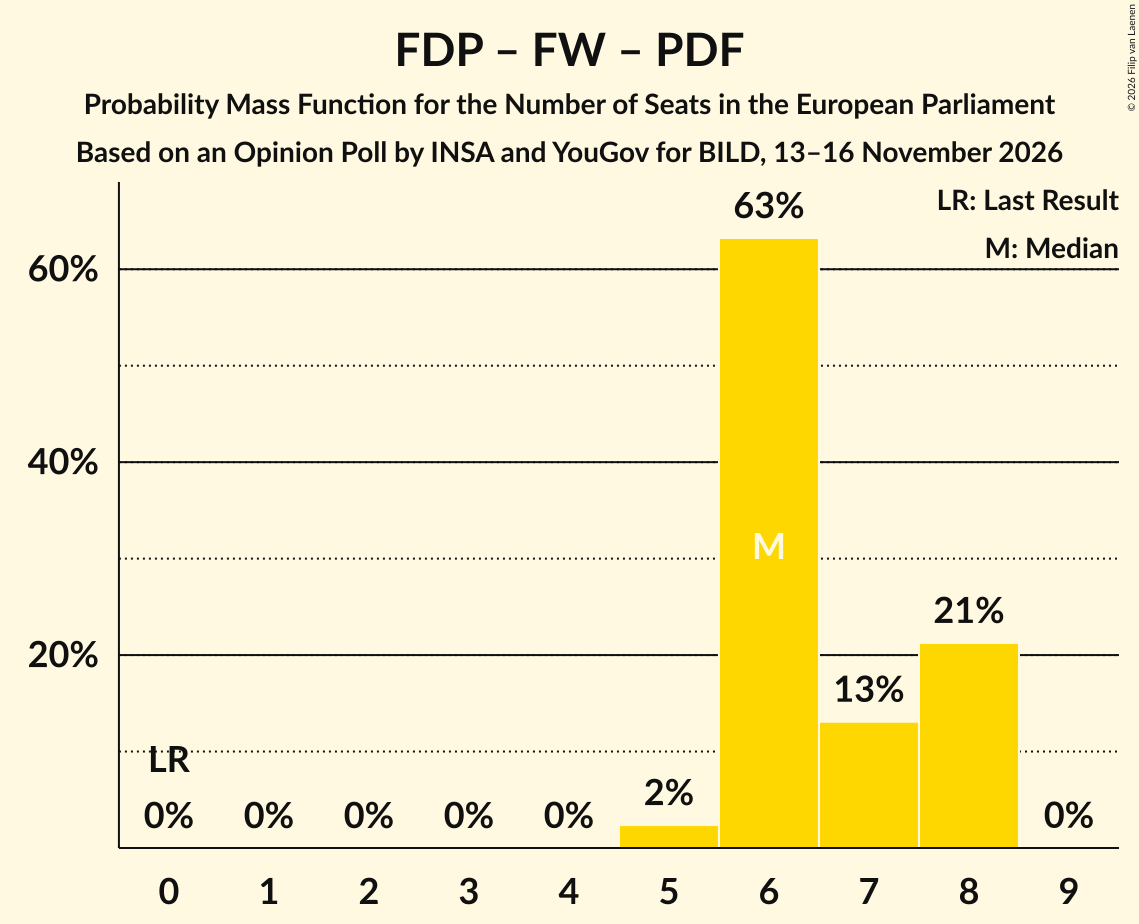 FDP – FW – PDF
Probability Mass Function for the Number of Seats in the European Parliament
Based on an Opinion Poll by INSA and YouGov for BILD, 13–16 November 2026
© 2026 Filip van Laenen
LR: Last Result
M: Median
63%
60%
40%
M
21%
20%
13%
LR
2%
0% 0% 0% 0% 0% 0%
0 1 2 3 4 5 6 7 8 9